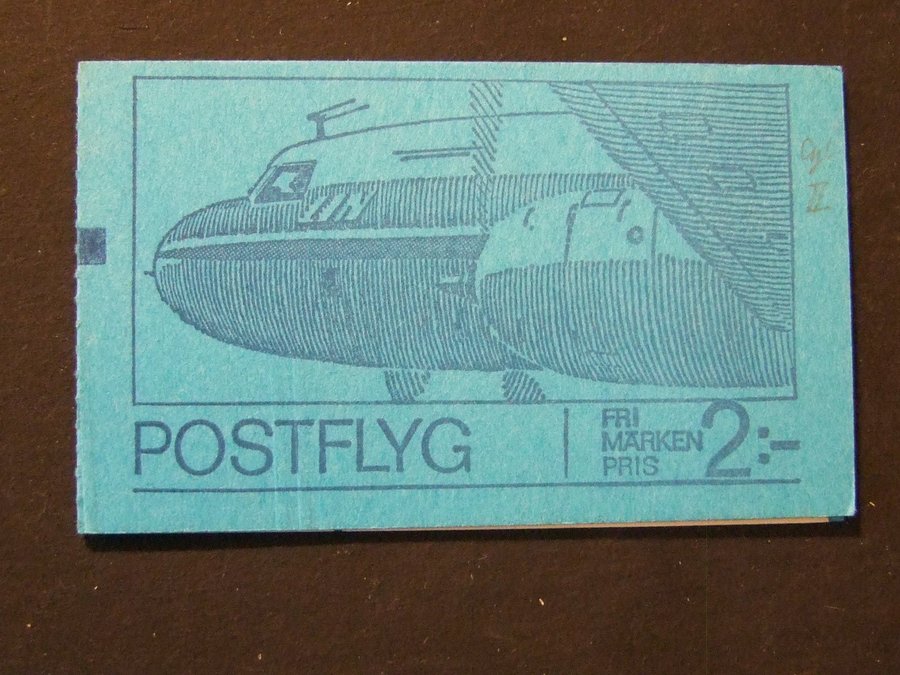 POSTFLYG
FRI
MÄRKEN
PRIS
2:-